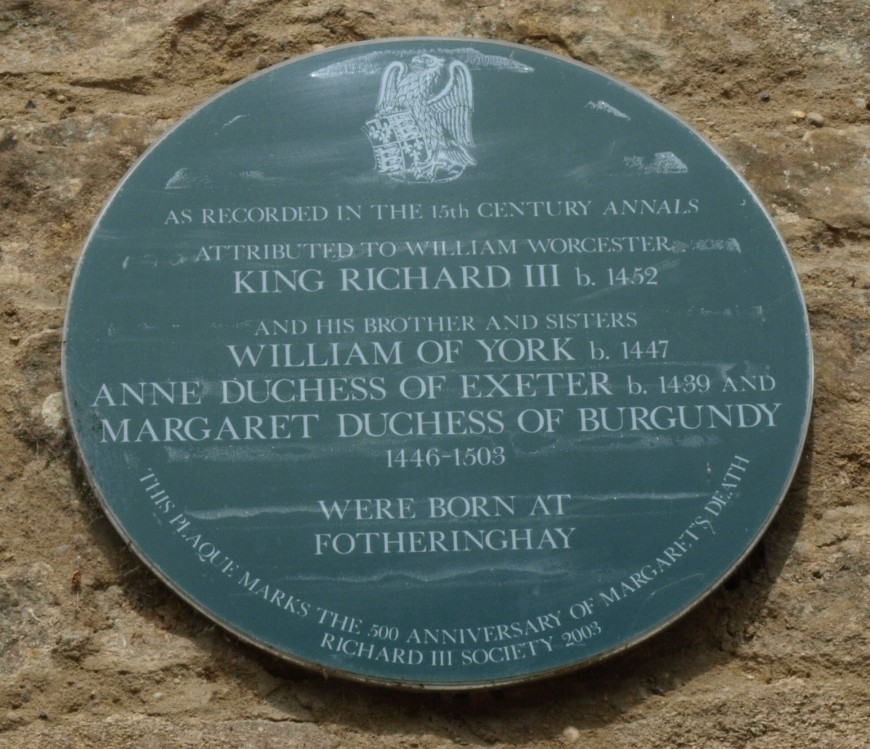 AS RECORDED IN THE 15th CENTURY ANNALS
ATTRIBUTED TO WILLIAM WORCESTER
KING RICHARD III b. 1452
AND HIS BROTHER AND SISTERS
WILLIAM OF YORK b. 1447
ANNE DUCHESS OF EXETER b. 1439 AND
MARGARET DUCHESS OF BURGUNDY
1446-1503
WERE BORN AT
FOTHERINGHAY
THIS PLAQUE MARKS THE 500 ANNIVERSARY OF MARGARET'S DEATH
RICHARD III SOCIETY 2003